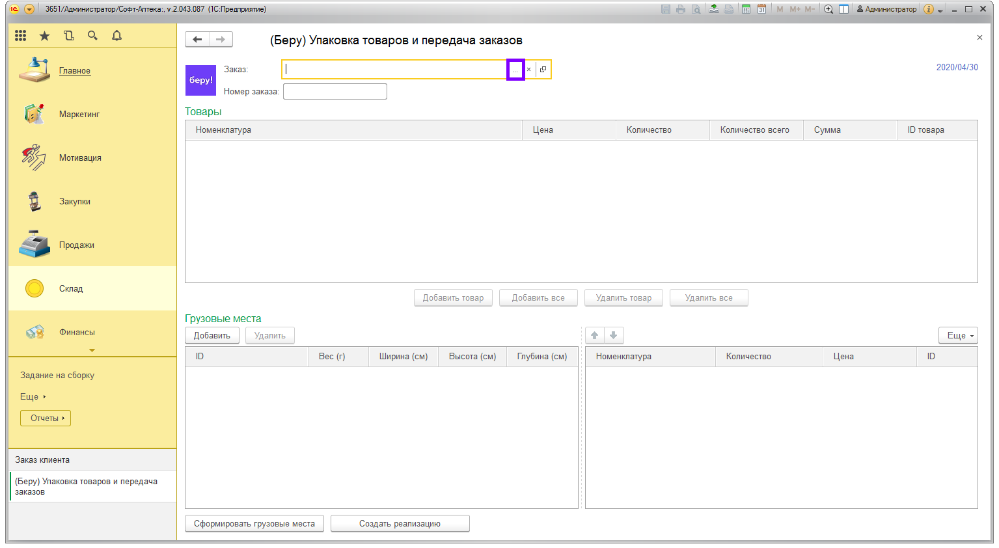 3651/Администратор/Софт-Аптека:, v.2.043.087 (1С:Предприятие)
M M+ M- 31 Администратор
Главное
Маркетинг
Мотивация
Закупки
Продажи
Склад
Финансы
Задание на сборку
Еще
Отчеты
Заказ клиента
(Беру) Упаковка товаров и передача
заказов
(Беру) Упаковка товаров и передача заказов
беру!
Заказ: ...
2020/04/30
Номер заказа:
Товары
Номенклатура Цена Количество Количество всего Сумма ID товара
Добавить товар Добавить все Удалить товар Удалить все
Грузовые места
Добавить Удалить Еще
ID Вес (г) Ширина (см) Высота (см) Глубина (см) Номенклатура Количество Цена ID
Сформировать грузовые места Создать реализацию